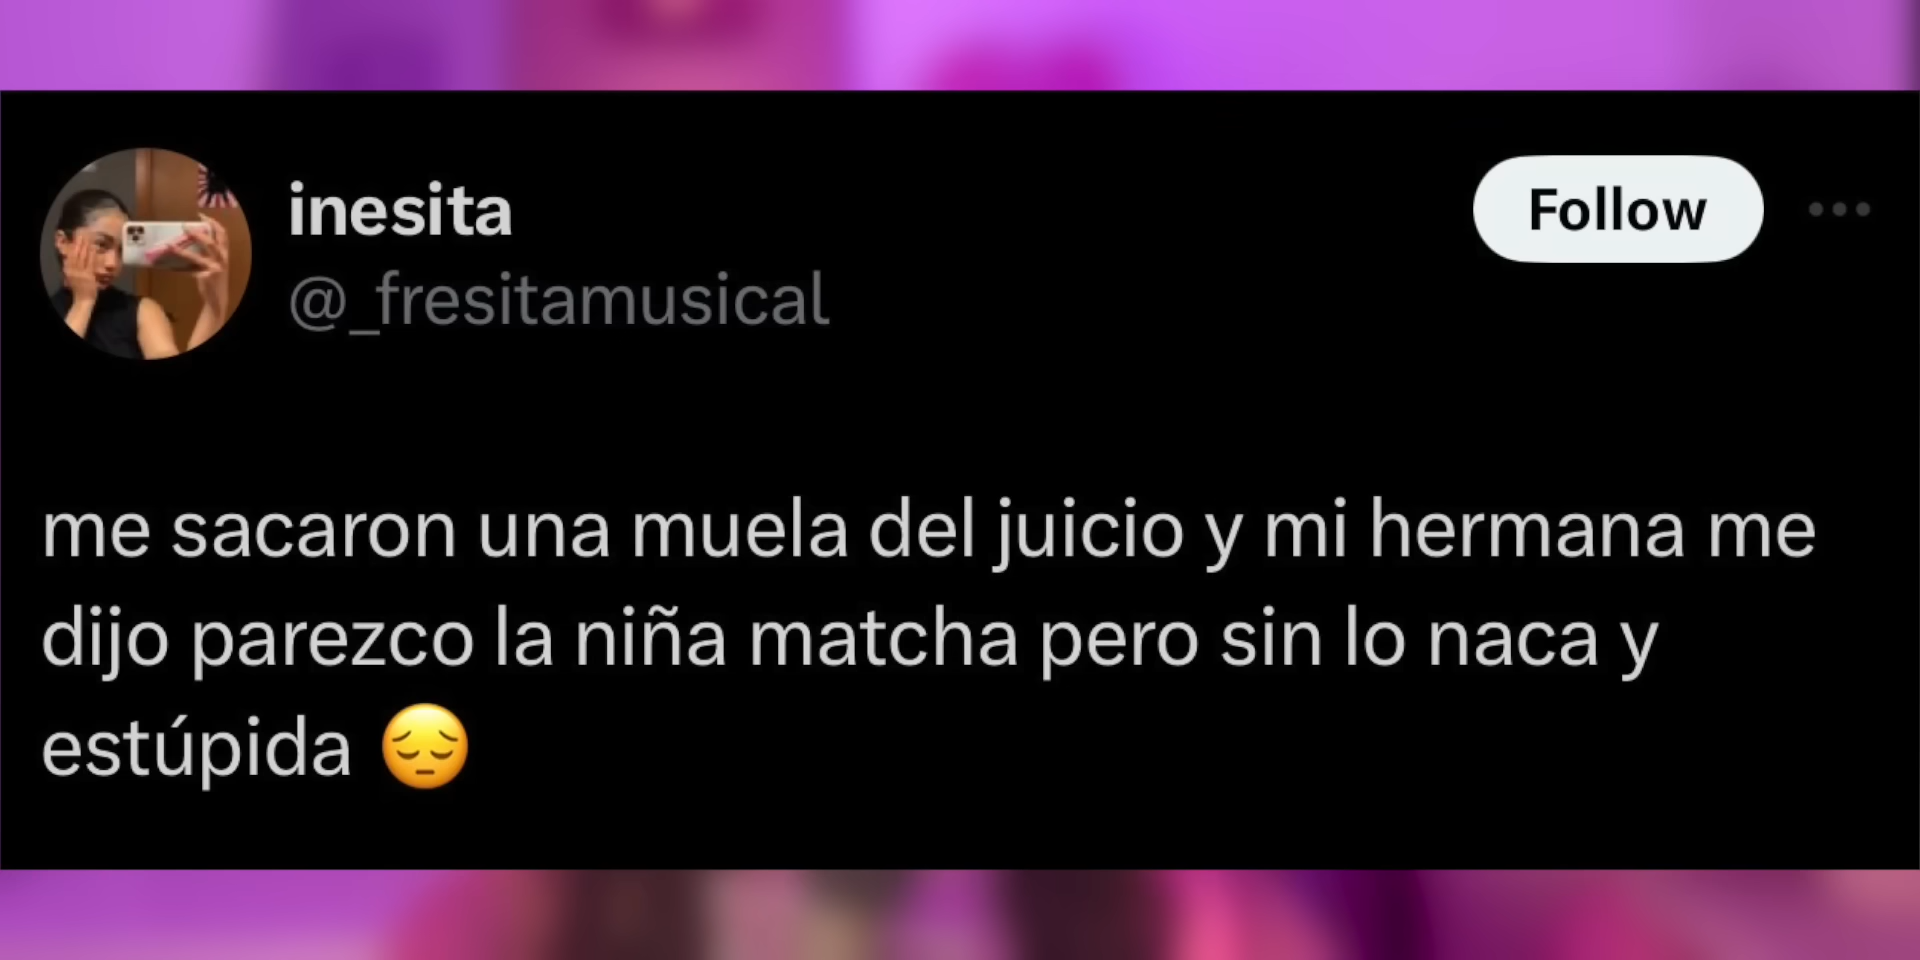 inesita
@_fresitamusical
Follow
me sacaron una muela del juicio y mi hermana me
dijo parezco la niña matcha pero sin lo naca y
estúpida 😔